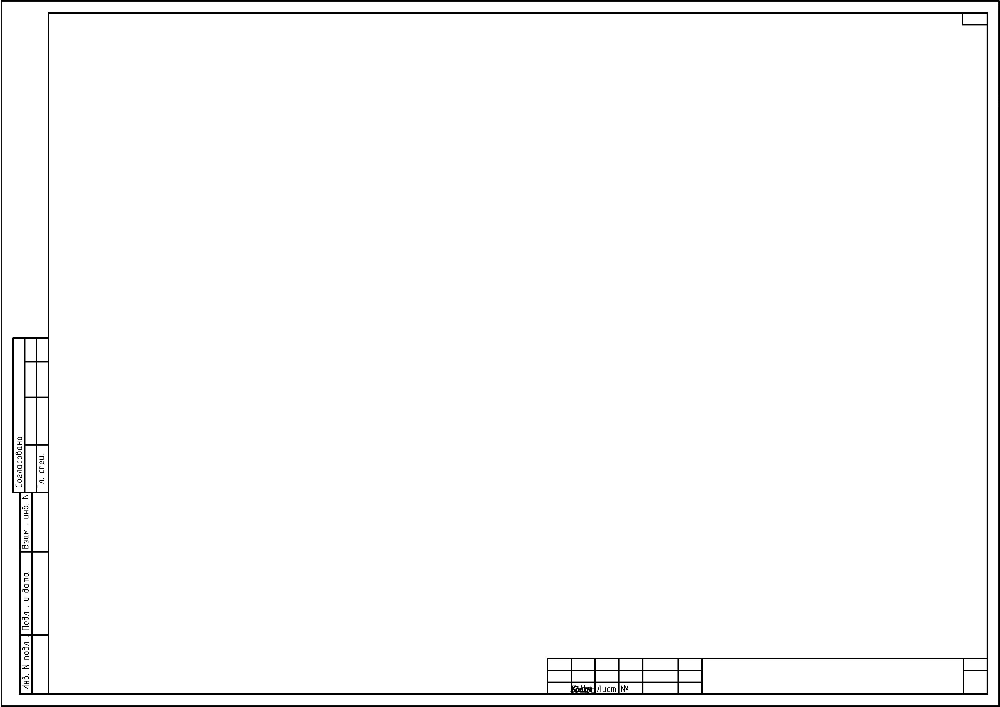 Согласовано
Гл. спец.
Взам . инв. N
Подл . и дата
Инв. N подл .
Лист №